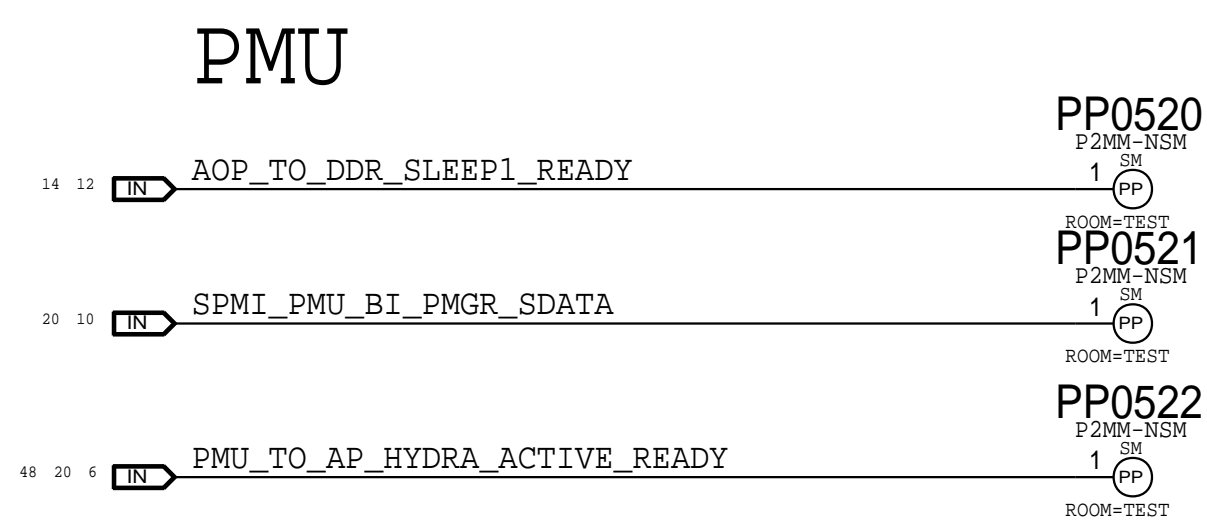 PMU
PP0520
P2MM-NSM
SM
14 12 IN AOP_TO_DDR_SLEEP1_READY 1 PP
ROOM=TEST
PP0521
P2MM-NSM
SM
20 10 IN SPMI_PMU_BI_PMGR_SDATA 1 PP
ROOM=TEST
PP0522
P2MM-NSM
SM
48 20 6 IN PMU_TO_AP_HYDRA_ACTIVE_READY 1 PP
ROOM=TEST